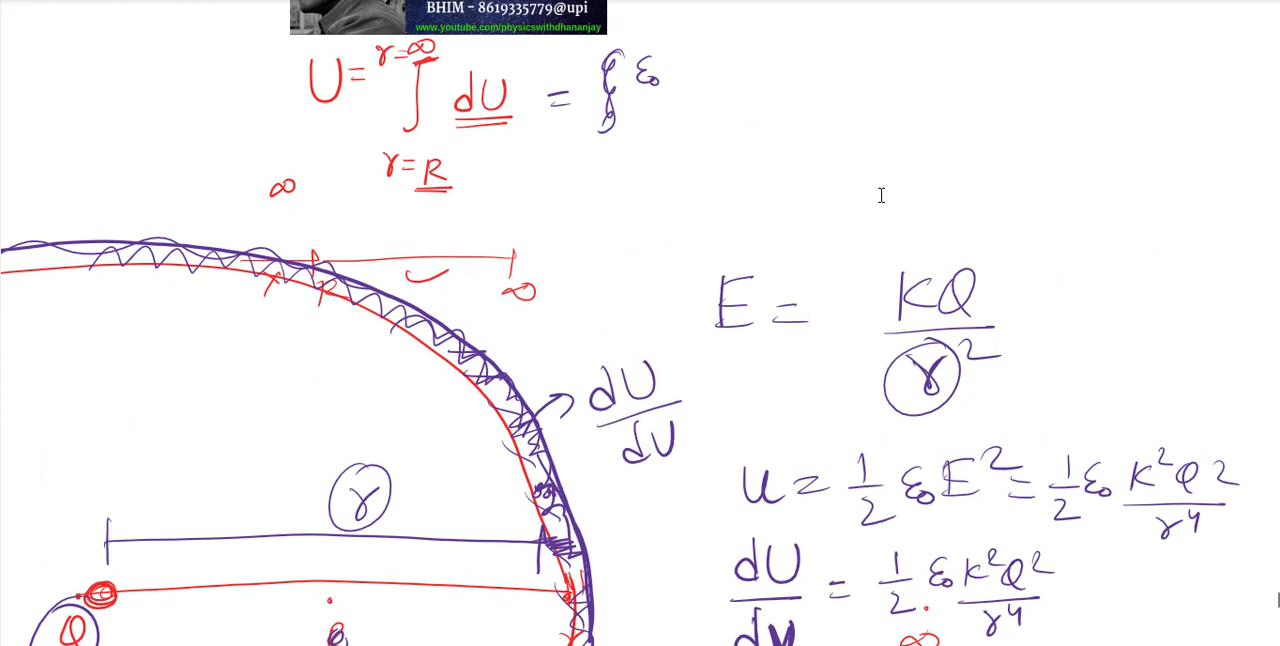 BHIM - 8619335779@upi
www.youtube.com/physicswithdhananjay
U = ∫_{r=R}^{r=∞} dU = ∫ ε₀
∞
P ∞
E = KQ / r²
dU / dU
u = 1/2 ε₀E² = 1/2 ε₀ K²Q2 / r⁴
r
dU / dv = 1/2 . ε₀ K²Q² / r⁴
Q
∞